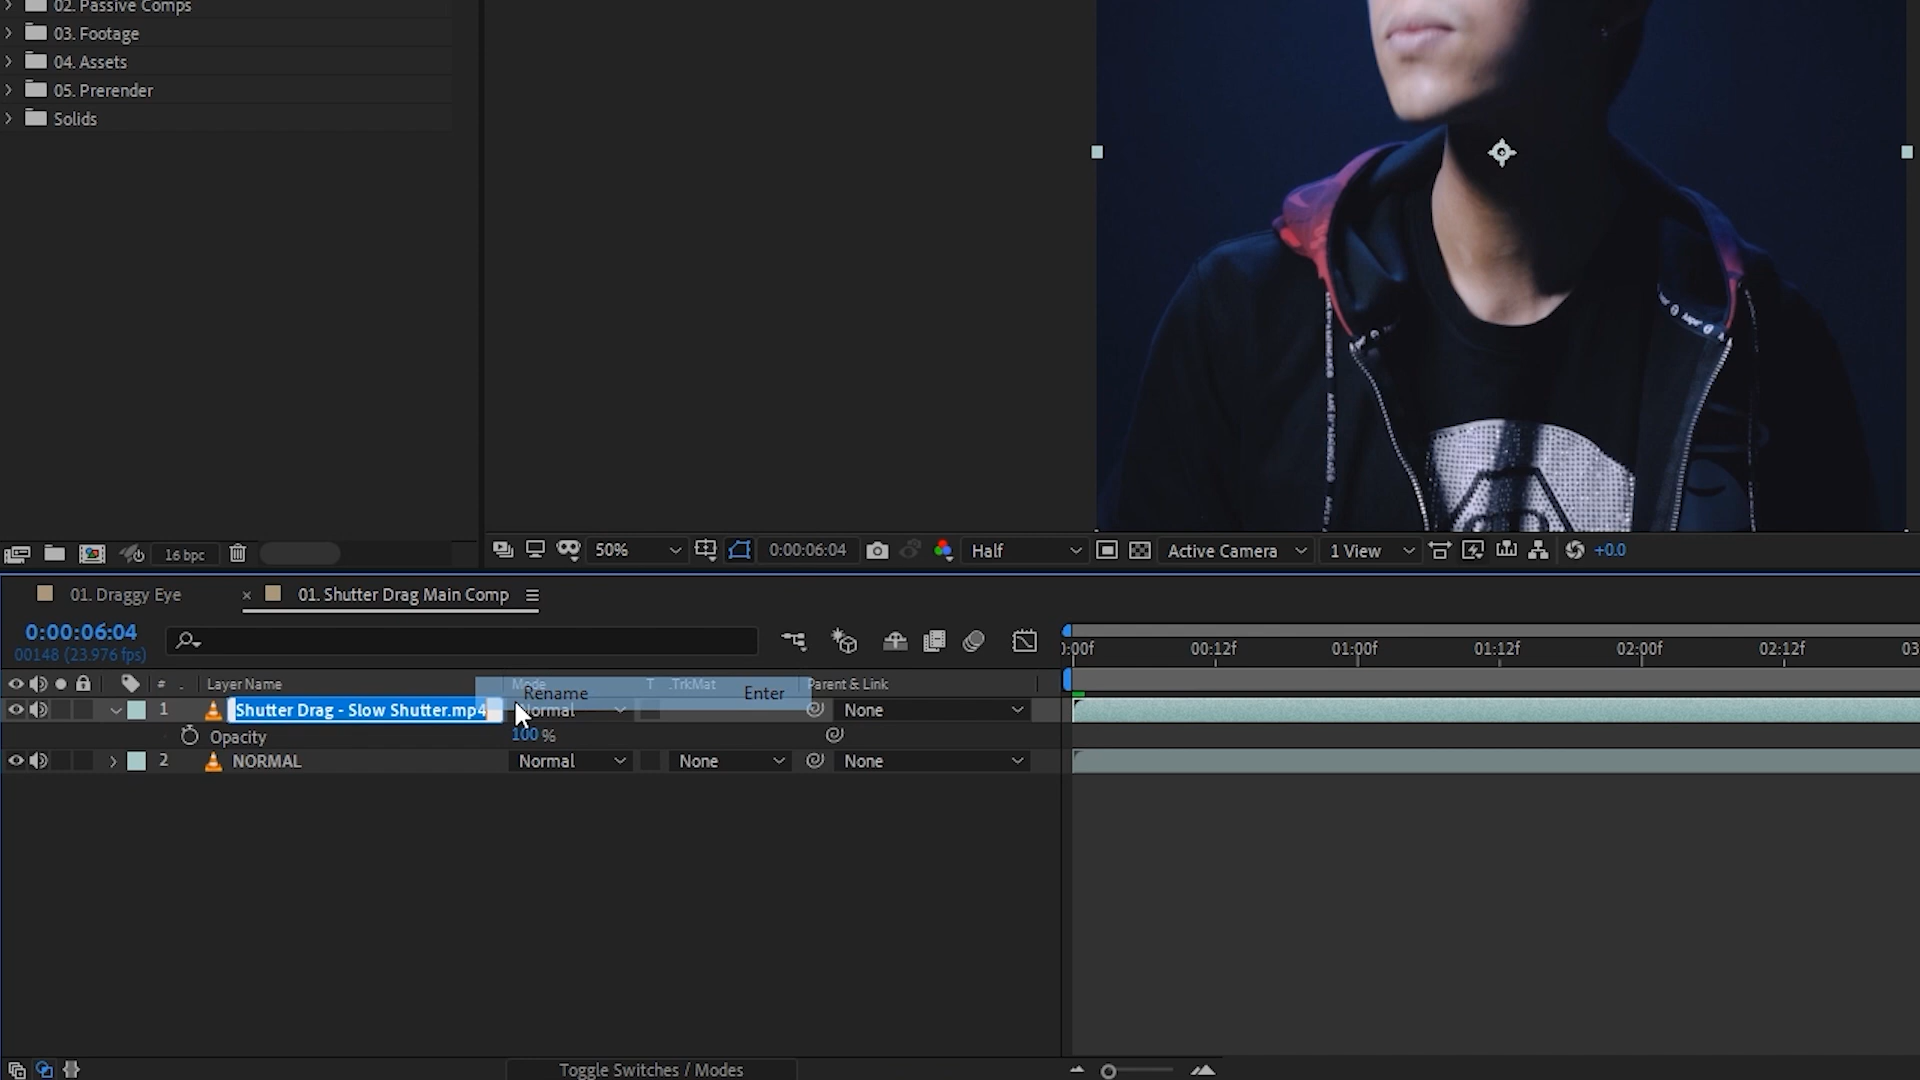 02. Passive Comps
03. Footage
04. Assets
05. Prerender
Solids
16 bpc
50%
0:00:06:04
Half
Active Camera
1 View
+0.0
01. Draggy Eye
× 01. Shutter Drag Main Comp
0:00:06:04
00148 (23.976 fps)
:00f 00:12f 01:00f 01:12f 02:00f 02:12f 03
# Layer Name Mode T .TrkMat Parent & Link
Rename Enter
1 Shutter Drag - Slow Shutter.mp4 Normal None
Opacity 100 %
2 NORMAL Normal None None
Toggle Switches / Modes